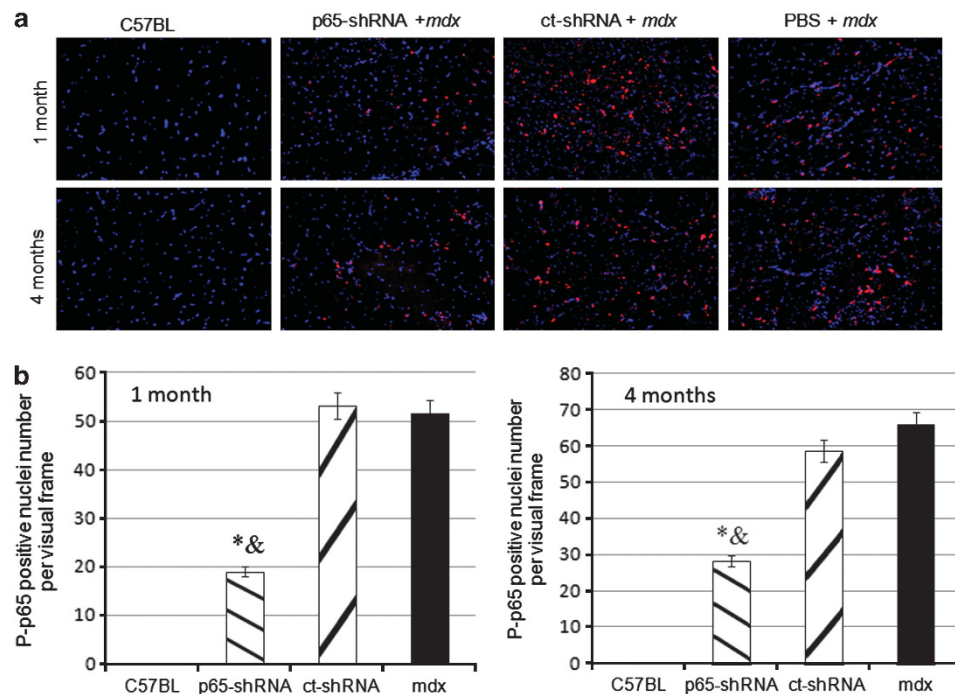 a
C57BL
p65-shRNA +mdx
ct-shRNA + mdx
PBS + mdx
1 month
4 months
b
P-p65 positive nuclei number
per visual frame
60
50
40
30
20
10
0
1 month
*&
C57BL
p65-shRNA
ct-shRNA
mdx
P-p65 positive nuclei number
per visual frame
80
70
60
50
40
30
20
10
0
4 months
*&
C57BL
p65-shRNA
ct-shRNA
mdx